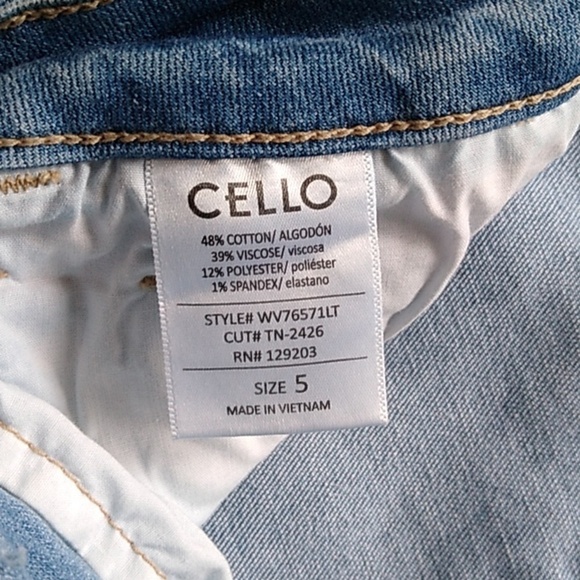 CELLO
48% COTTON/ ALGODÓN
39% VISCOSE/ viscosa
12% POLYESTER/ poliéster
1% SPANDEX/ elastano
STYLE# WV76571LT
CUT# TN-2426
RN# 129203
SIZE 5
MADE IN VIETNAM